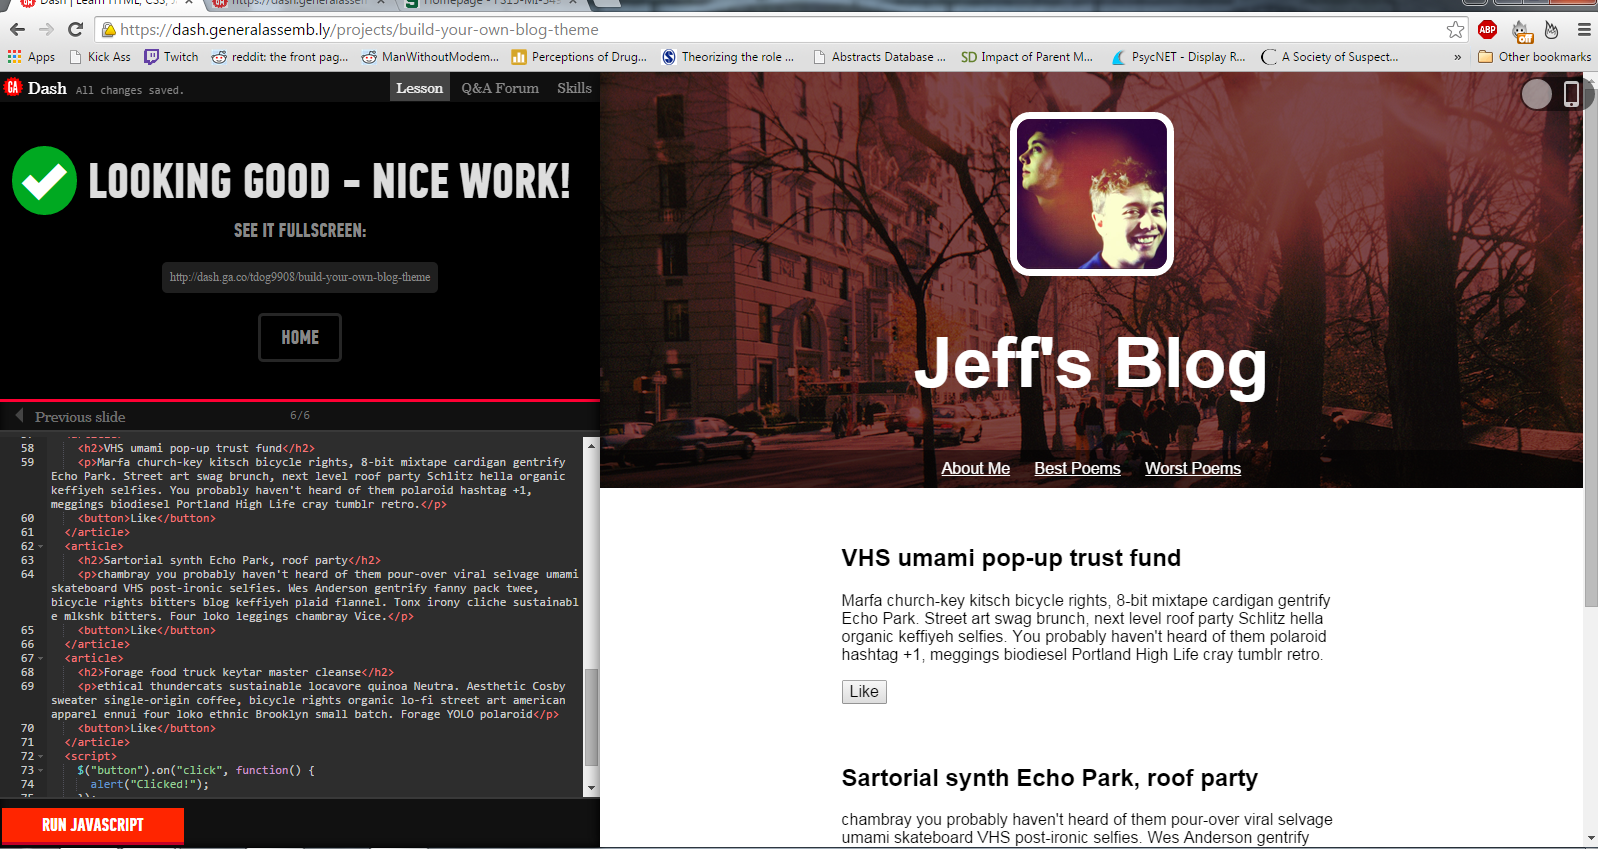 Dash | Learn HTML, CSS, J
https://dash.generalassem
Homepage - FS15-MI-349
https://dash.generalassemb.ly/projects/build-your-own-blog-theme
ABP
Off
Apps
Kick Ass
Twitch
reddit: the front pag...
ManWithoutModem...
Perceptions of Drug...
Theorizing the role ...
Abstracts Database ...
SD Impact of Parent M...
PsycNET - Display R...
A Society of Suspect...
»
Other bookmarks
GA Dash All changes saved.
Lesson
Q&A Forum
Skills
LOOKING GOOD - NICE WORK!
SEE IT FULLSCREEN:
http://dash.ga.co/tdog9908/build-your-own-blog-theme
HOME
Previous slide
6/6
58 <h2>VHS umami pop-up trust fund</h2>
59 <p>Marfa church-key kitsch bicycle rights, 8-bit mixtape cardigan gentrify
Echo Park. Street art swag brunch, next level roof party Schlitz hella organic
keffiyeh selfies. You probably haven't heard of them polaroid hashtag +1,
meggings biodiesel Portland High Life cray tumblr retro.</p>
60 <button>Like</button>
61 </article>
62 <article>
63 <h2>Sartorial synth Echo Park, roof party</h2>
64 <p>chambray you probably haven't heard of them pour-over viral selvage umami
skateboard VHS post-ironic selfies. Wes Anderson gentrify fanny pack twee,
bicycle rights bitters blog keffiyeh plaid flannel. Tonx irony cliche sustainabl
e mlkshk bitters. Four loko leggings chambray Vice.</p>
65 <button>Like</button>
66 </article>
67 <article>
68 <h2>Forage food truck keytar master cleanse</h2>
69 <p>ethical thundercats sustainable locavore quinoa Neutra. Aesthetic Cosby
sweater single-origin coffee, bicycle rights organic lo-fi street art american
apparel ennui four loko ethnic Brooklyn small batch. Forage YOLO polaroid</p>
70 <button>Like</button>
71 </article>
72 <script>
73 $("button").on("click", function() {
74 alert("Clicked!");
75 });
RUN JAVASCRIPT
Jeff's Blog
About Me
Best Poems
Worst Poems
VHS umami pop-up trust fund
Marfa church-key kitsch bicycle rights, 8-bit mixtape cardigan gentrify
Echo Park. Street art swag brunch, next level roof party Schlitz hella
organic keffiyeh selfies. You probably haven't heard of them polaroid
hashtag +1, meggings biodiesel Portland High Life cray tumblr retro.
Like
Sartorial synth Echo Park, roof party
chambray you probably haven't heard of them pour-over viral selvage
umami skateboard VHS post-ironic selfies. Wes Anderson gentrify